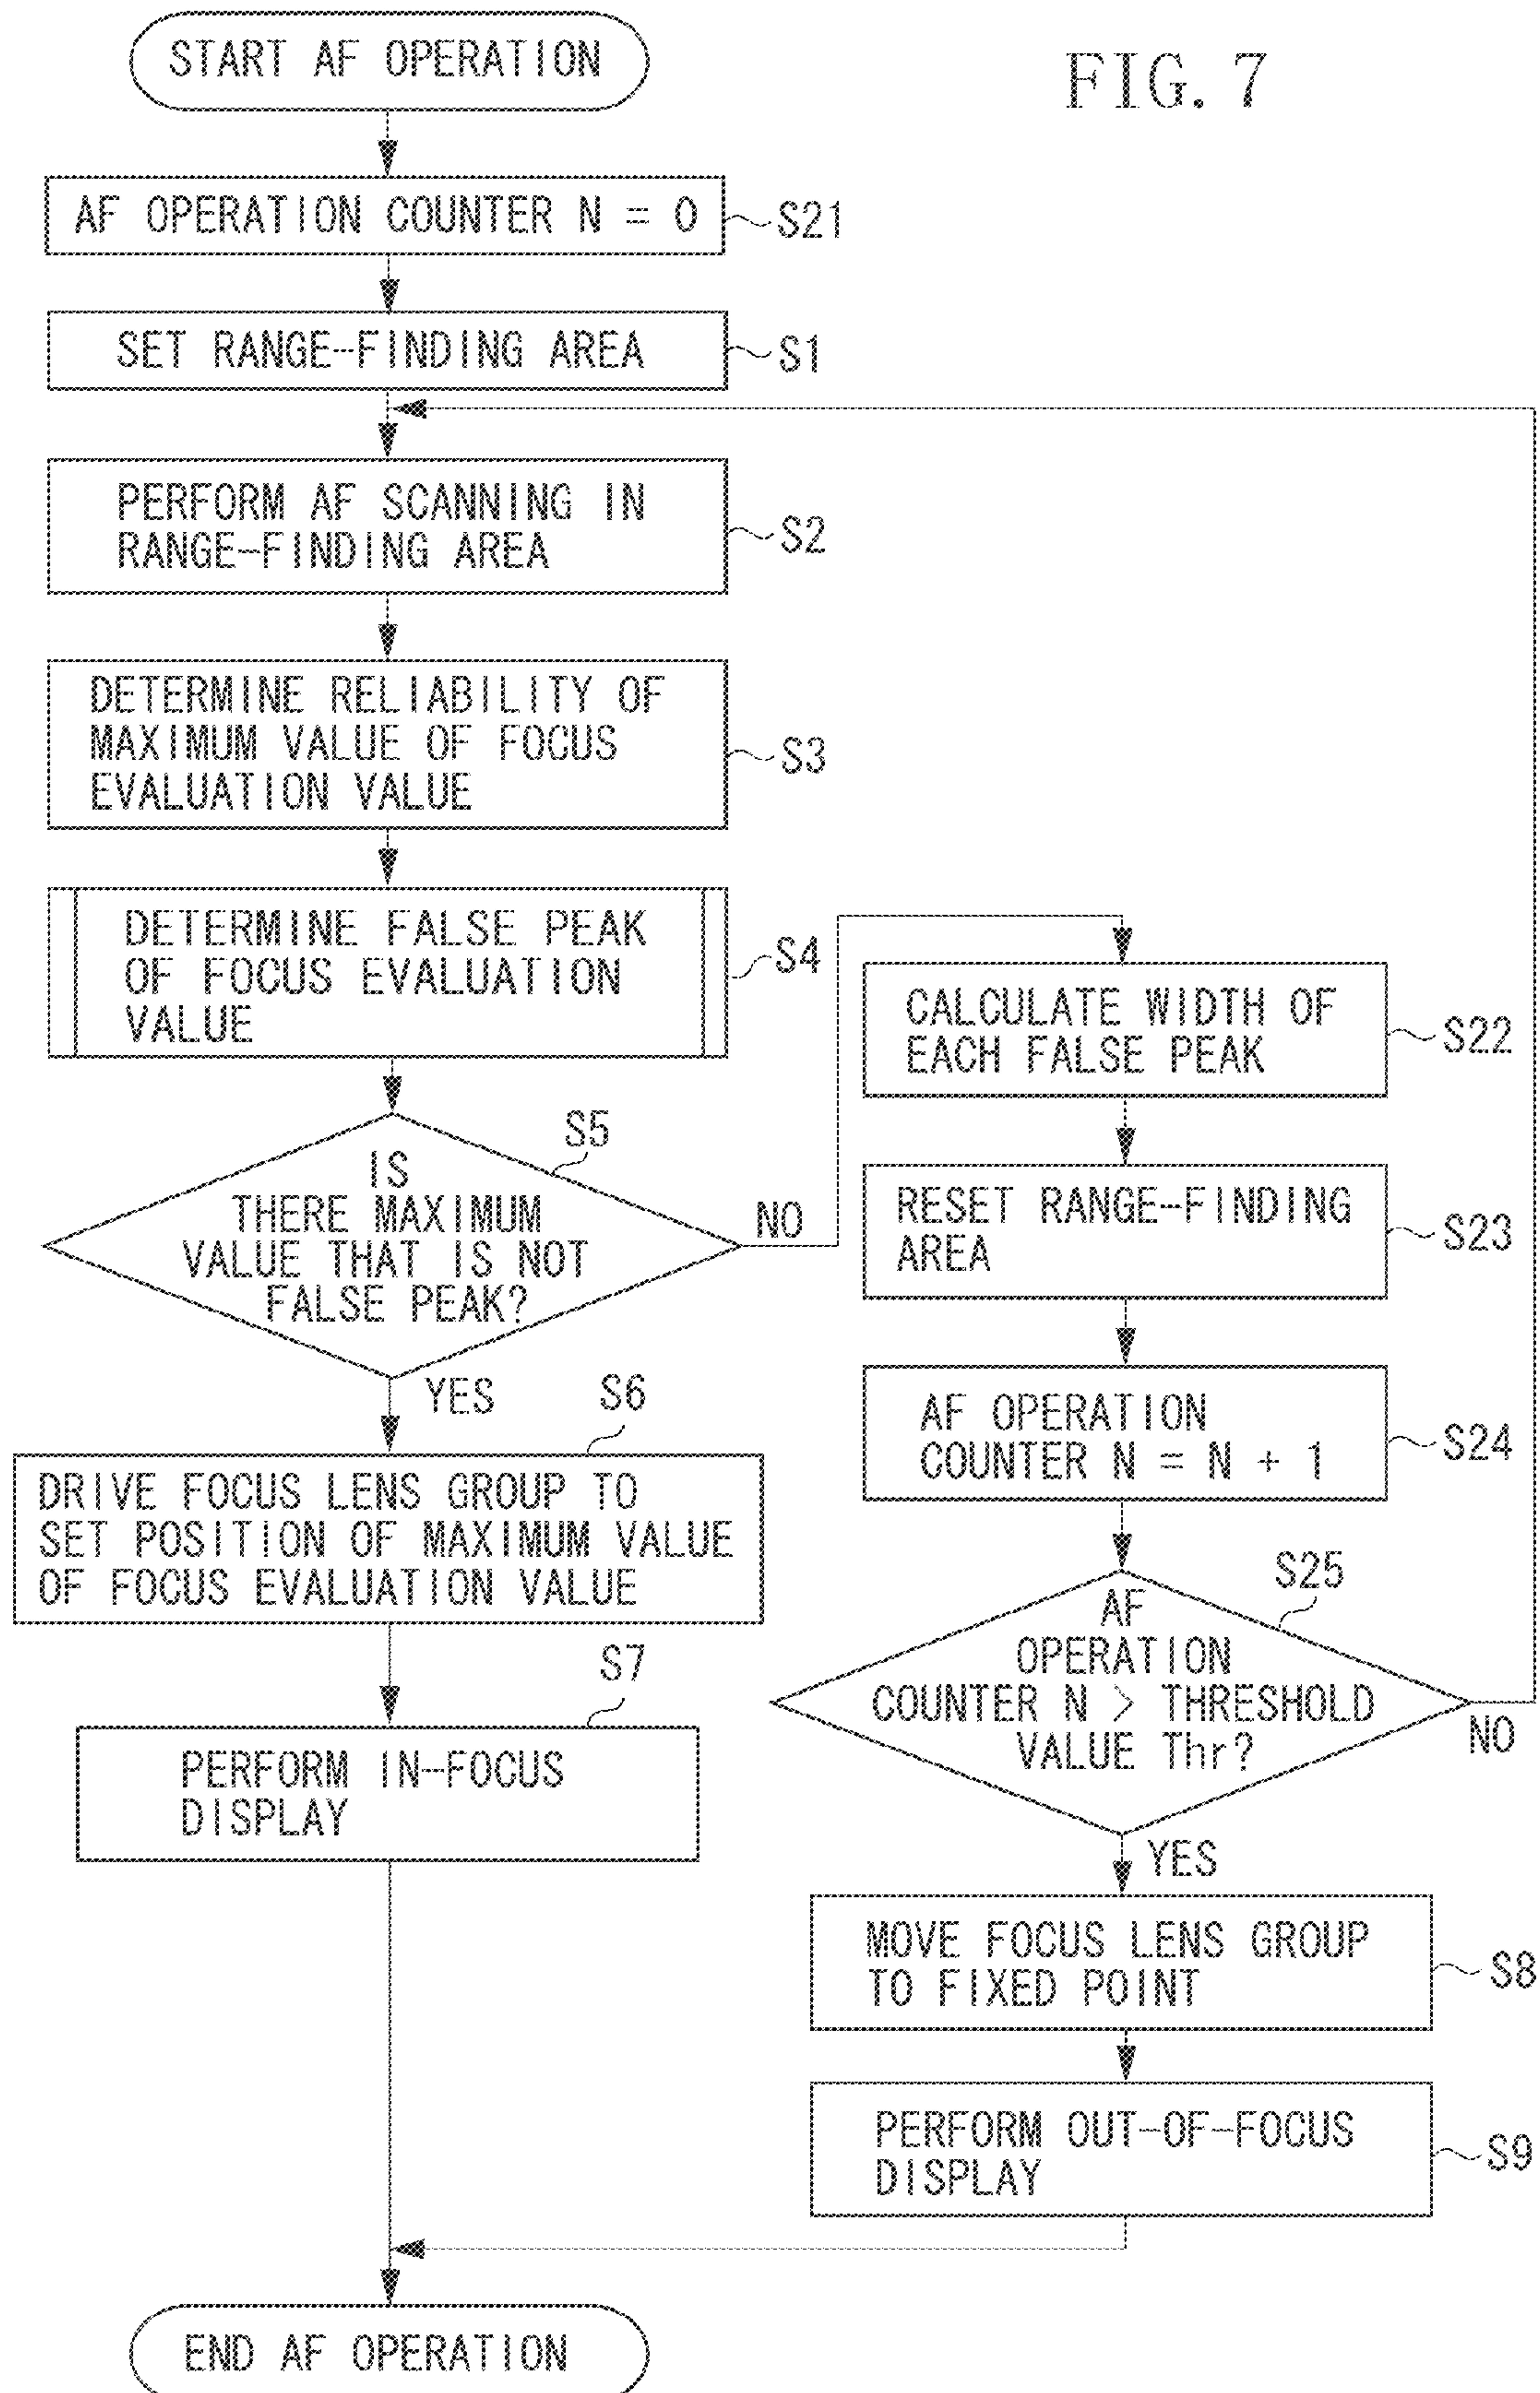 FIG. 7
START AF OPERATION
AF OPERATION COUNTER N = 0
S21
SET RANGE-FINDING AREA
S1
PERFORM AF SCANNING IN
RANGE-FINDING AREA
S2
DETERMINE RELIABILITY OF
MAXIMUM VALUE OF FOCUS
EVALUATION VALUE
S3
DETERMINE FALSE PEAK
OF FOCUS EVALUATION
VALUE
S4
S5
IS
THERE MAXIMUM
VALUE THAT IS NOT
FALSE PEAK?
NO
YES
S6
DRIVE FOCUS LENS GROUP TO
SET POSITION OF MAXIMUM VALUE
OF FOCUS EVALUATION VALUE
S7
PERFORM IN-FOCUS
DISPLAY
CALCULATE WIDTH OF
EACH FALSE PEAK
S22
RESET RANGE-FINDING
AREA
S23
AF OPERATION
COUNTER N = N + 1
S24
S25
AF
OPERATION
COUNTER N > THRESHOLD
VALUE Thr?
NO
YES
MOVE FOCUS LENS GROUP
TO FIXED POINT
S8
PERFORM OUT-OF-FOCUS
DISPLAY
S9
END AF OPERATION